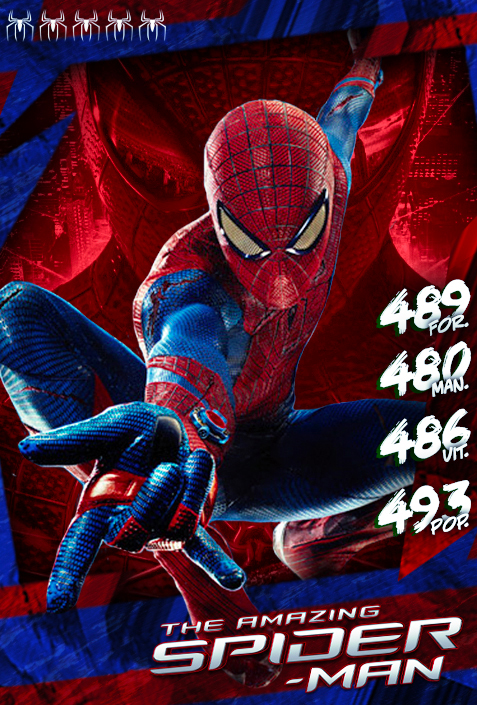 489
FOR.
480
MAN.
486
VIT.
493
POP.
THE AMAZING
SPIDER
-MAN